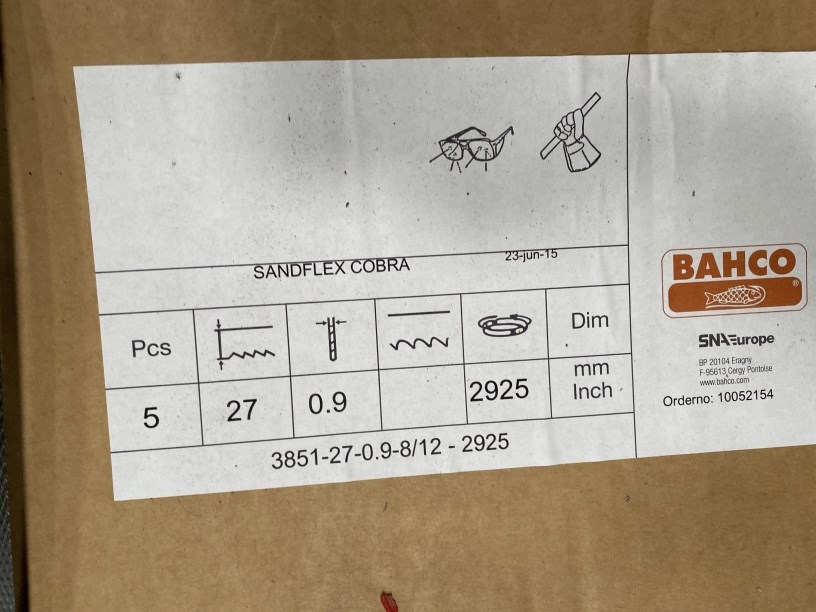 SANDFLEX COBRA
23-jun-15
Pcs
Dim
5
27
0.9
2925
mm
Inch
3851-27-0.9-8/12 - 2925
BAHCO
®
SNA Europe
BP 20104 Eragny
F-95613 Cergy Pontoise
www.bahco.com
Orderno: 10052154